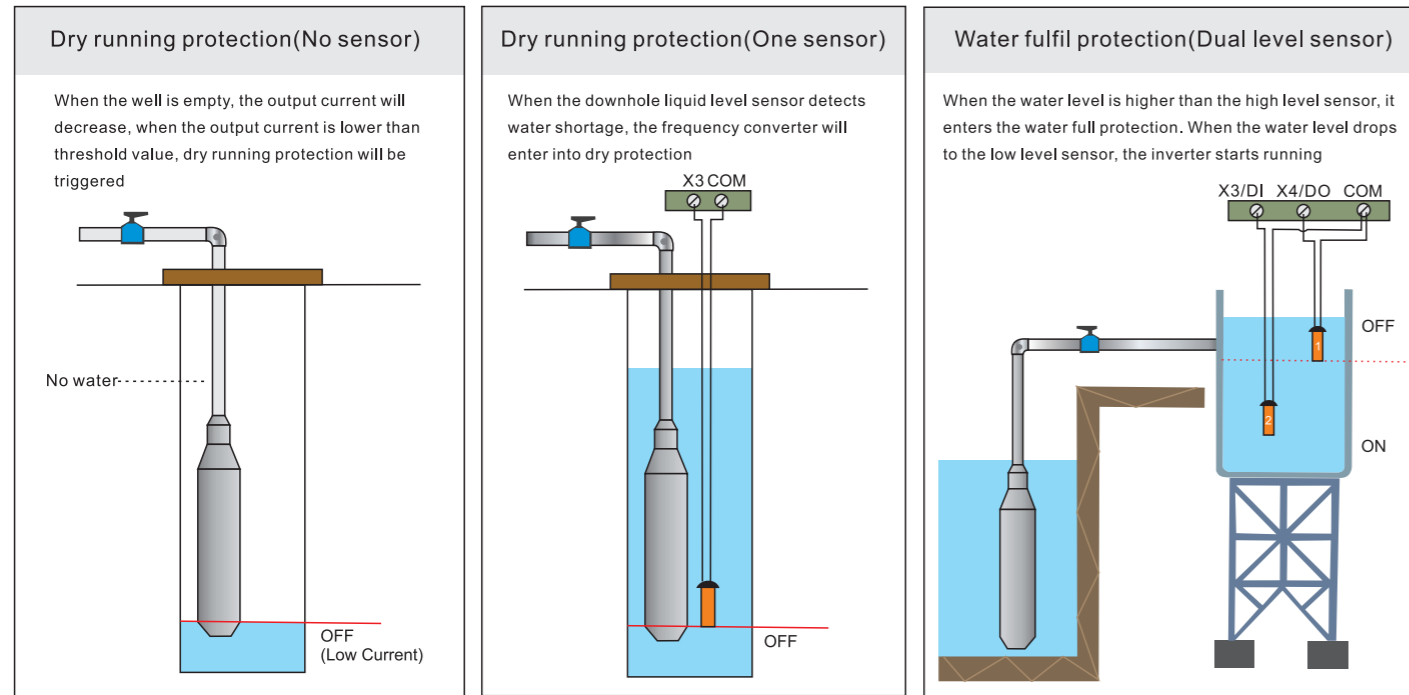 Dry running protection(No sensor)
When the well is empty, the output current will
decrease, when the output current is lower than
threshold value, dry running protection will be
triggered
No water
OFF
(Low Current)
Dry running protection(One sensor)
When the downhole liquid level sensor detects
water shortage, the frequency converter will
enter into dry protection
X3 COM
OFF
Water fulfil protection(Dual level sensor)
When the water level is higher than the high level sensor, it
enters the water full protection. When the water level drops
to the low level sensor, the inverter starts running
X3/DI X4/DO COM
OFF
1
2
ON